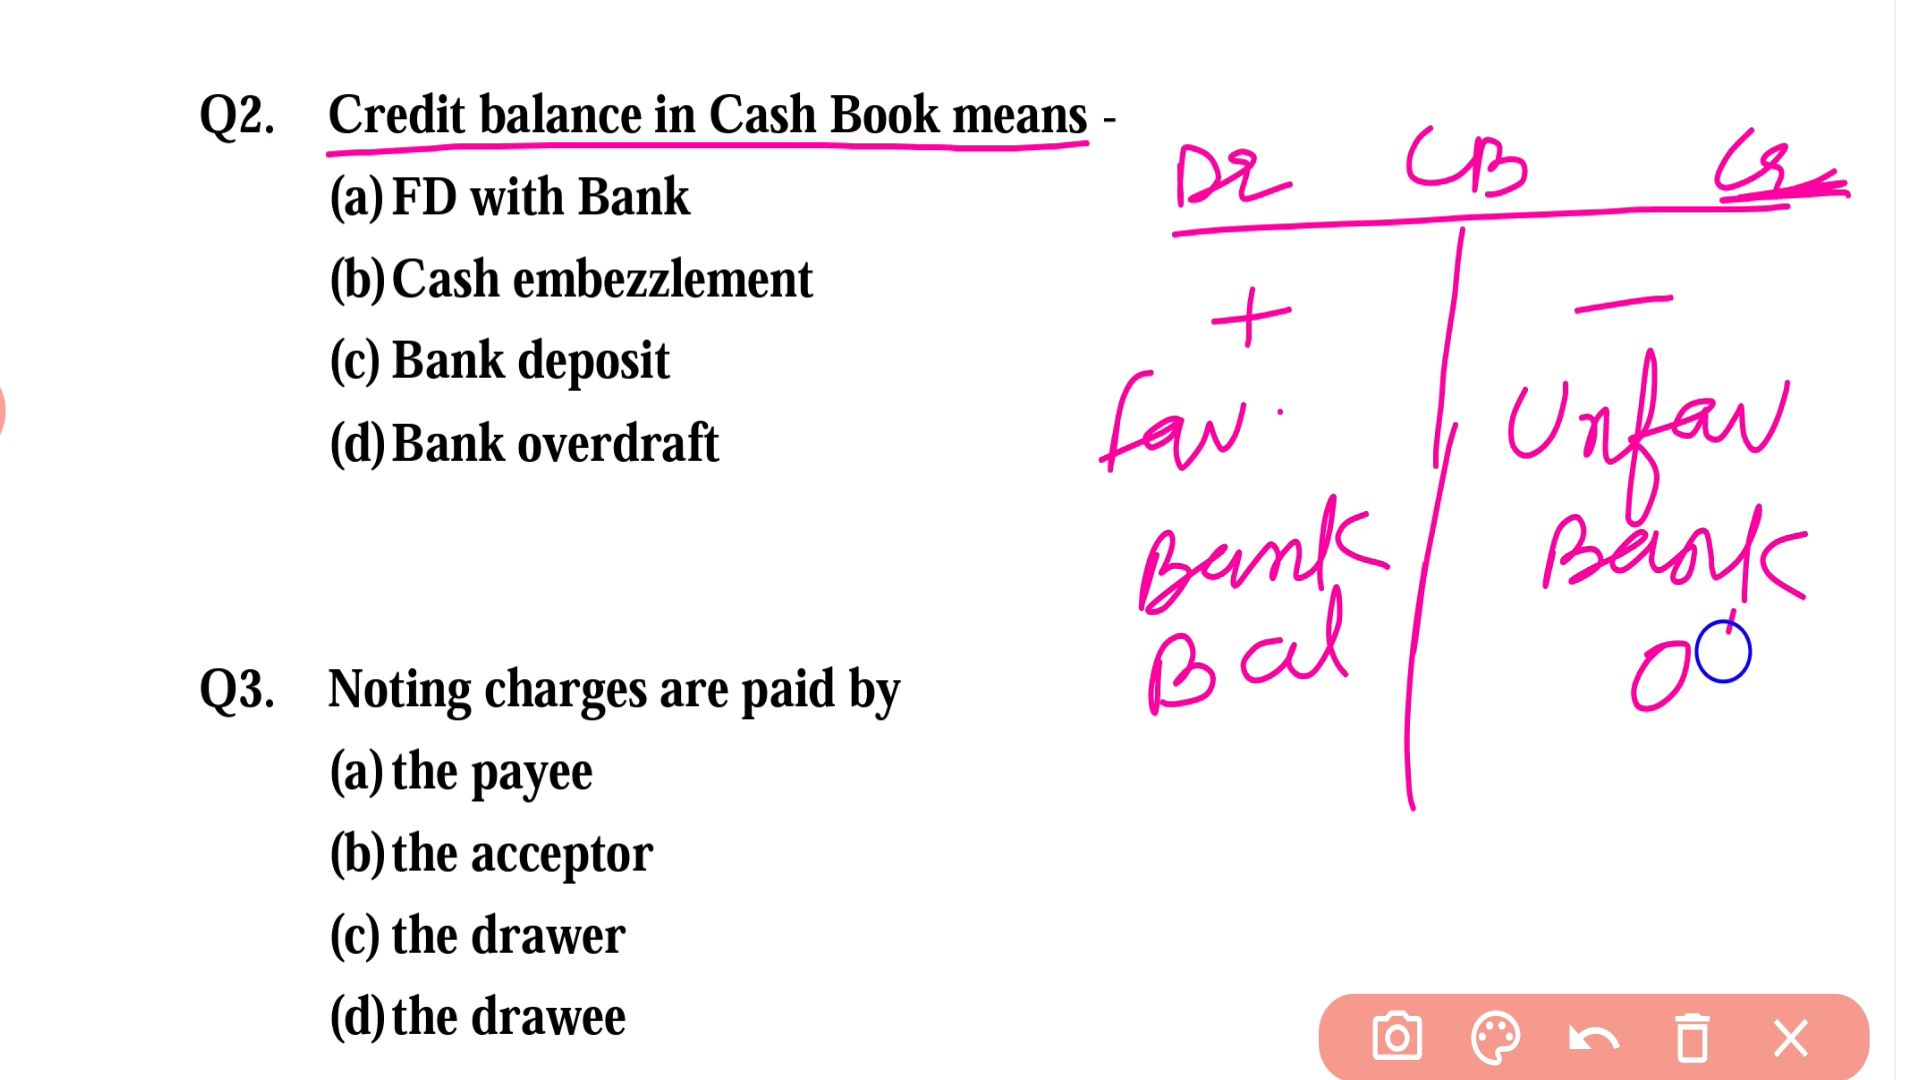 Q2. Credit balance in Cash Book means -
(a) FD with Bank
(b) Cash embezzlement
(c) Bank deposit
(d) Bank overdraft
Q3. Noting charges are paid by
(a) the payee
(b) the acceptor
(c) the drawer
(d) the drawee
Dr CB Cr
+ –
Fav. Unfav
Bank Bank
Bal O